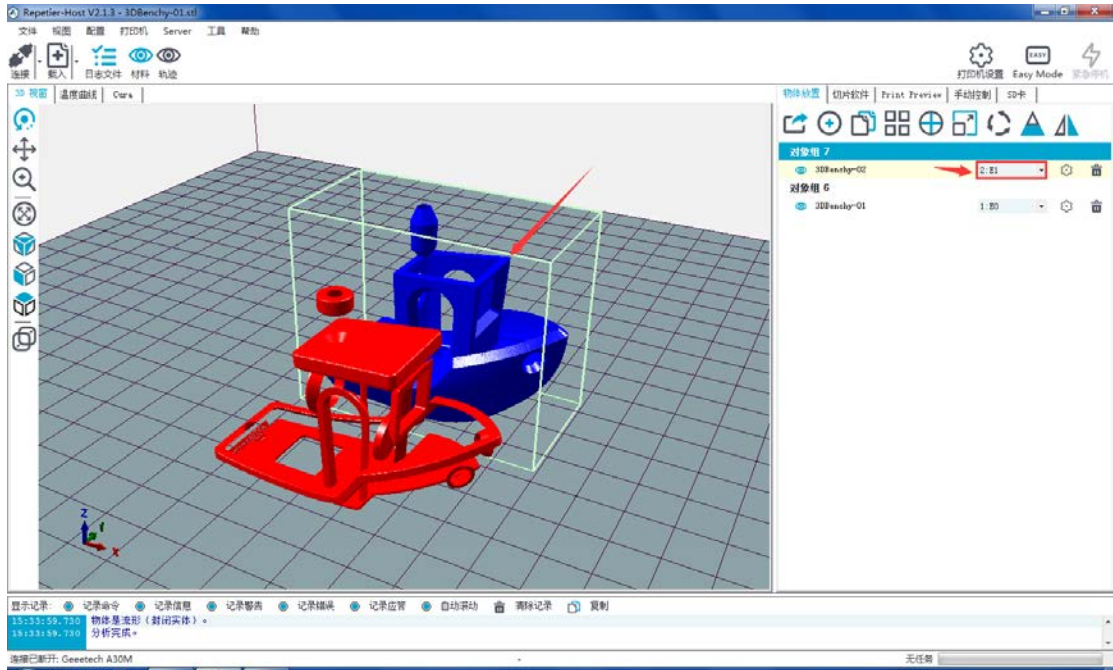 Repetier-Host V2.1.3 - 3DBenchy-01.stl
文件 视图 配置 打印机 Server 工具 帮助
连接 载入 日志文件 材料 轨迹
EASY
打印机设置 Easy Mode 紧急停机
3D 视窗 温度曲线 Cura
物体放置 切片软件 Print Preview 手动控制 SD卡
对象组 7
3DBenchy-02 2:E1
对象组 6
3DBenchy-01 1:E0
Z Y X
显示记录: 记录命令 记录信息 记录警告 记录错误 记录应答 自动滚动 清除记录 复制
15:33:59.730 物体是流形（封闭实体）。
15:33:59.730 分析完成。
连接已断开: Geeetech A30M - 无任务